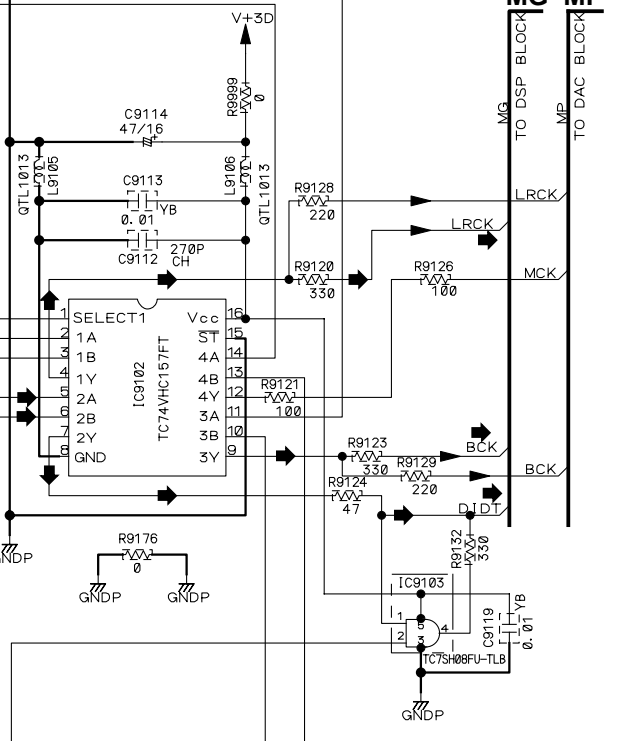 MG MP
V+3D
R9999
0
MG
TO DSP BLOCK
MP
TO DAC BLOCK
C9114
47/16
+
QTL1013
L9105
L9106
QTL1013
C9113
0.01
YB
C9112
270P
CH
R9128
220
LRCK
LRCK
R9120
330
R9126
100
MCK
1
2
3
4
5
6
7
8
SELECT1
1A
1B
1Y
2A
2B
2Y
GND
IC9102
TC74VHC157FT
Vcc
ST
4A
4B
4Y
3A
3B
3Y
16
15
14
13
12
11
10
9
R9121
100
R9123
330
BCK
R9129
220
BCK
R9124
47
DIDT
R9132
330
GNDP
R9176
0
GNDP
GNDP
IC9103
1
2
5
3
4
TC7SH08FU-TLB
C9119
0.01
YB
GNDP